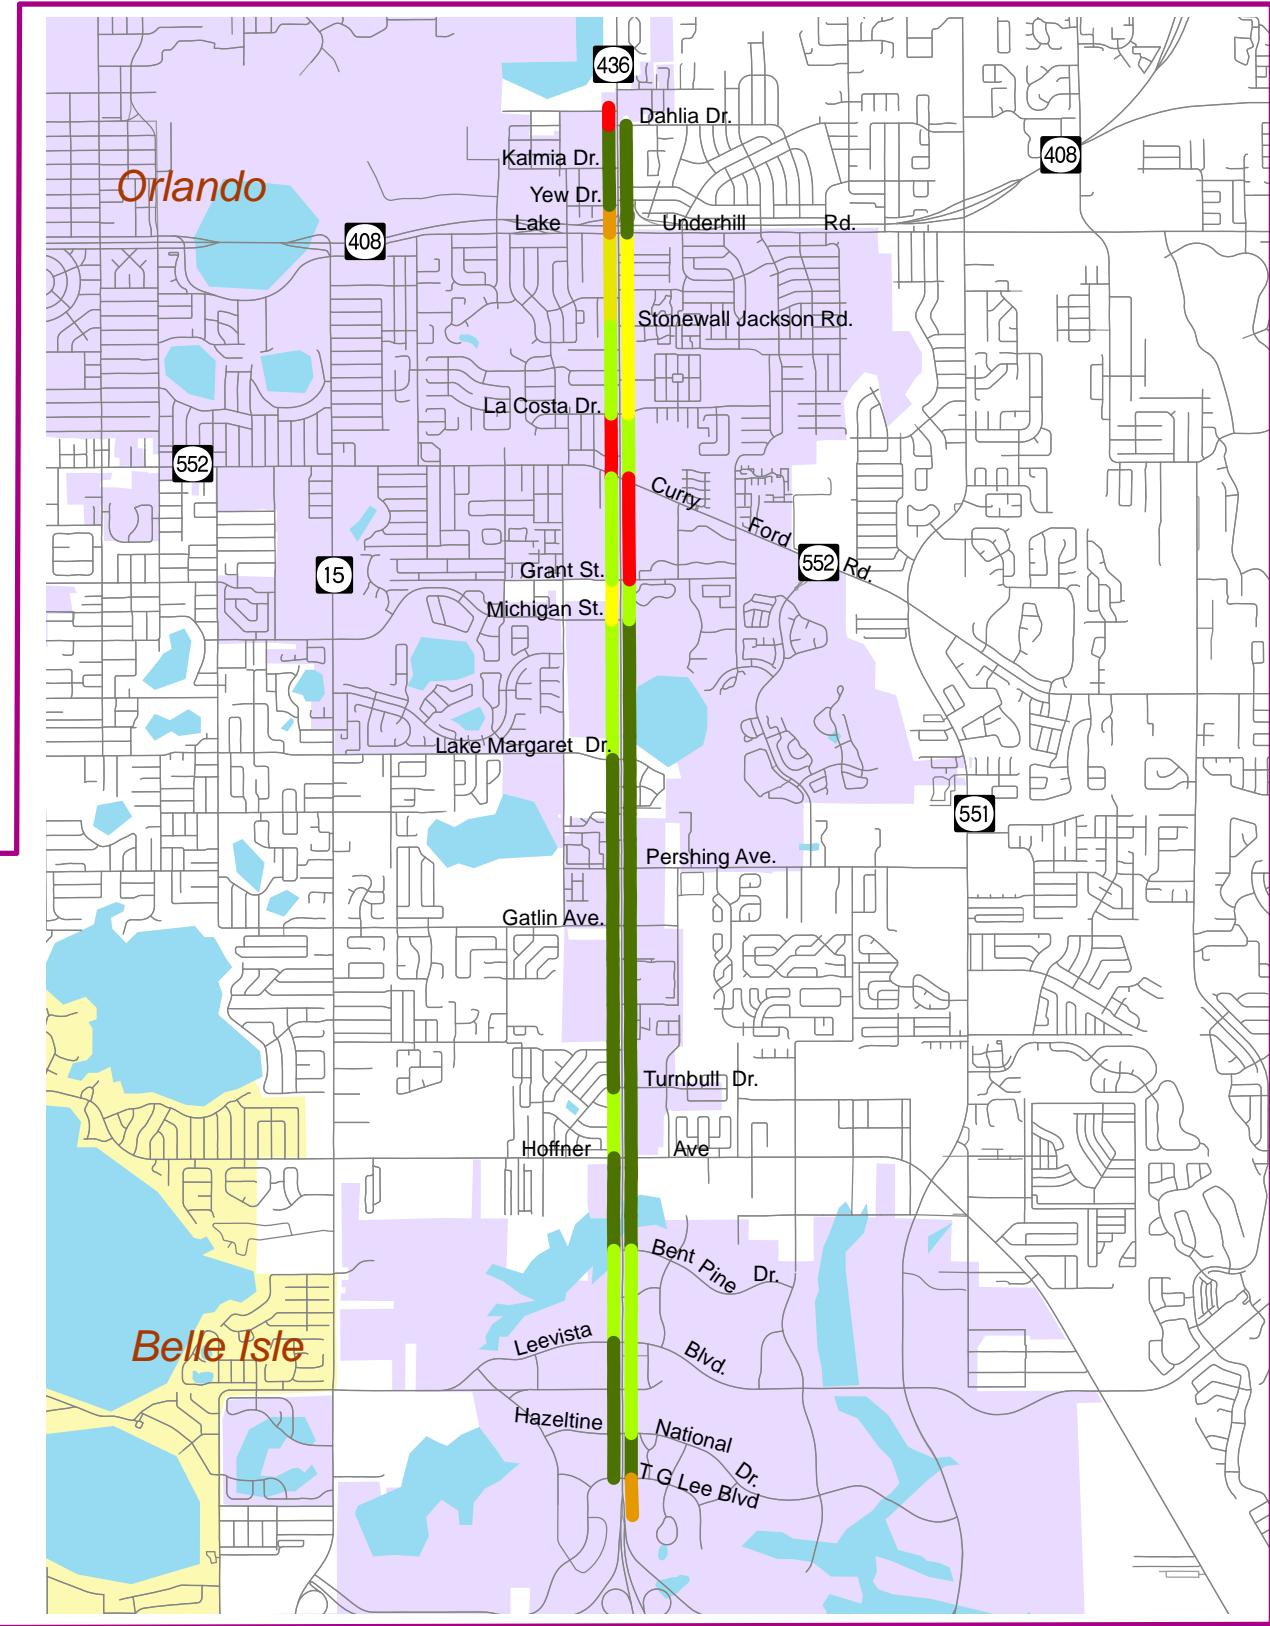 436
Dahlia Dr.
408
Kalmia Dr.
Orlando
Yew Dr.
Lake Underhill Rd.
408
Stonewall Jackson Rd.
La Costa Dr.
552
Curry Ford Rd.
552
Grant St.
15
Michigan St.
Lake Margaret Dr.
551
Pershing Ave.
Gatlin Ave.
Turnbull Dr.
Hoffner Ave
Bent Pine Dr.
Leevista Blvd.
Belle Isle
Hazeltine National Dr.
T G Lee Blvd